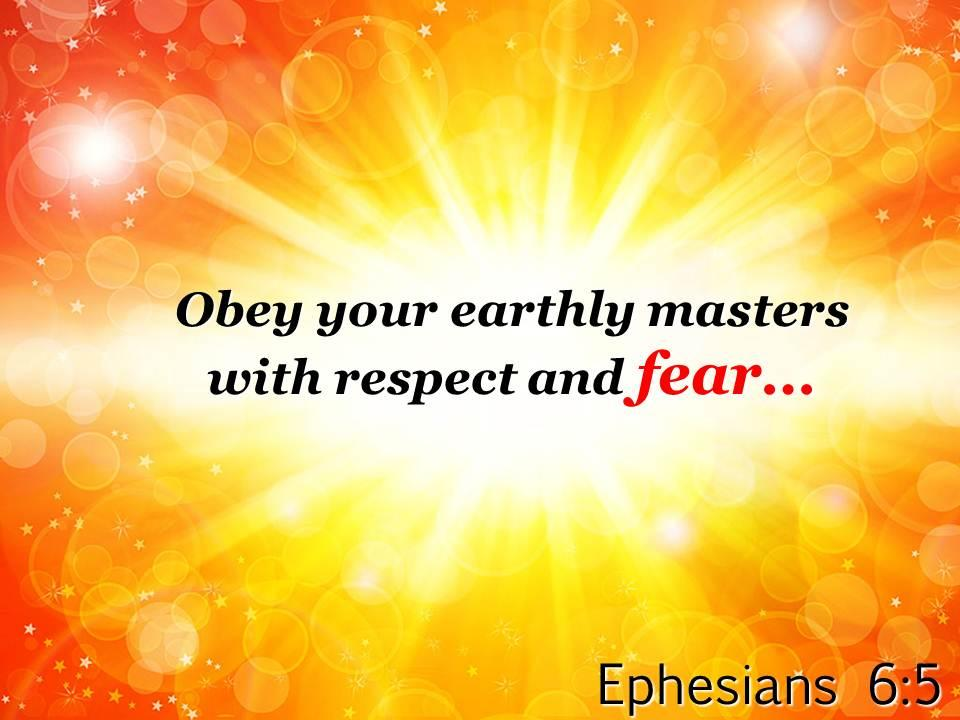 Obey your earthly masters
with respect and fear...
Ephesians 6:5